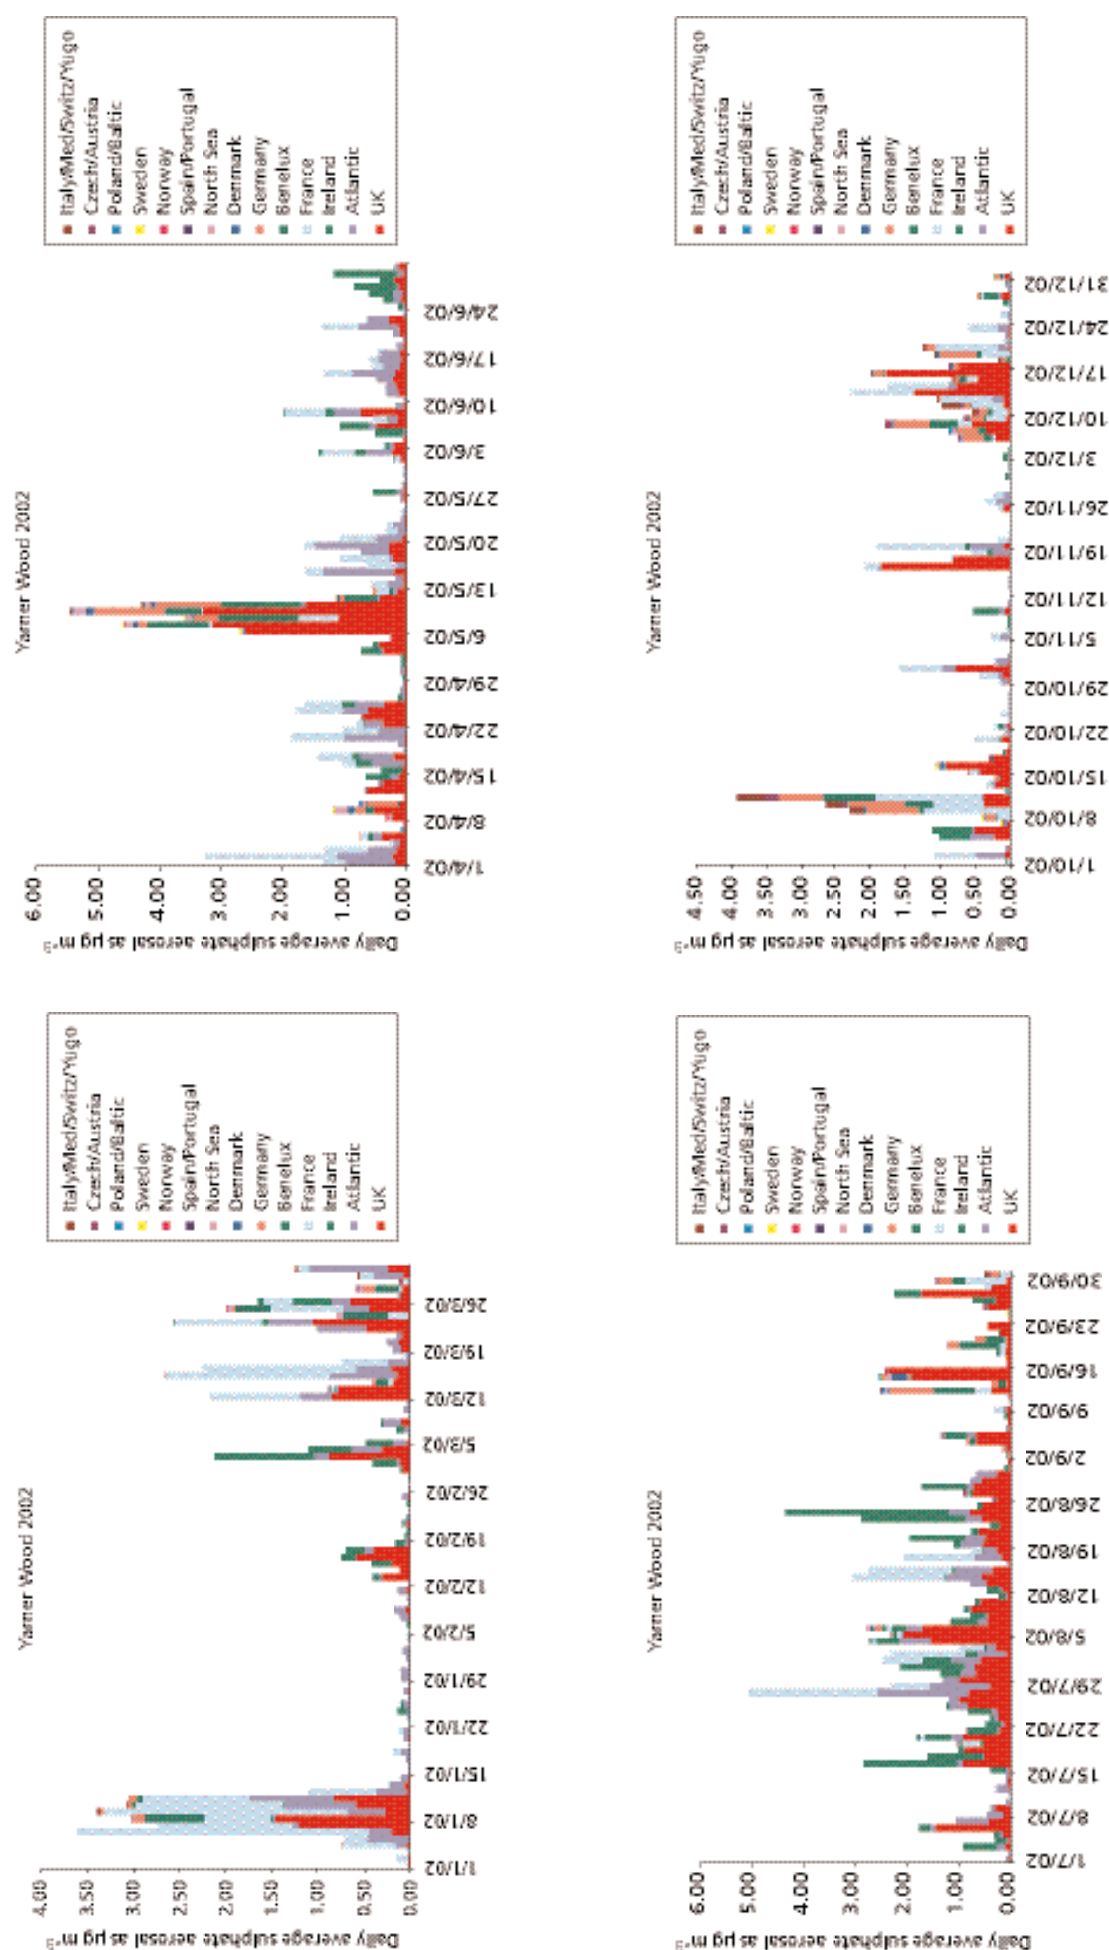 Yarner Wood 2002
Daily average sulphate aerosol as µg m⁻³
4.00
3.50
3.00
2.50
2.00
1.50
1.00
0.50
0.00
1/1/02
8/1/02
15/1/02
22/1/02
29/1/02
5/2/02
12/2/02
19/2/02
26/2/02
5/3/02
12/3/02
19/3/02
26/3/02
Italy/Med/Switz/Yugo
Czech/Austria
Poland/Baltic
Sweden
Norway
Spain/Portugal
North Sea
Denmark
Germany
Benelux
France
Ireland
Atlantic
UK
Yarner Wood 2002
Daily average sulphate aerosol as µg m⁻³
6.00
5.00
4.00
3.00
2.00
1.00
0.00
1/4/02
8/4/02
15/4/02
22/4/02
29/4/02
6/5/02
13/5/02
20/5/02
27/5/02
3/6/02
10/6/02
17/6/02
24/6/02
Italy/Med/Switz/Yugo
Czech/Austria
Poland/Baltic
Sweden
Norway
Spain/Portugal
North Sea
Denmark
Germany
Benelux
France
Ireland
Atlantic
UK
Yarner Wood 2002
Daily average sulphate aerosol as µg m⁻³
6.00
5.00
4.00
3.00
2.00
1.00
0.00
1/7/02
8/7/02
15/7/02
22/7/02
29/7/02
5/8/02
12/8/02
19/8/02
26/8/02
2/9/02
9/9/02
16/9/02
23/9/02
30/9/02
Italy/Med/Switz/Yugo
Czech/Austria
Poland/Baltic
Sweden
Norway
Spain/Portugal
North Sea
Denmark
Germany
Benelux
France
Ireland
Atlantic
UK
Yarner Wood 2002
Daily average sulphate aerosol as µg m⁻³
4.50
4.00
3.50
3.00
2.50
2.00
1.50
1.00
0.50
0.00
1/10/02
8/10/02
15/10/02
22/10/02
29/10/02
5/11/02
12/11/02
19/11/02
26/11/02
3/12/02
10/12/02
17/12/02
24/12/02
31/12/02
Italy/Med/Switz/Yugo
Czech/Austria
Poland/Baltic
Sweden
Norway
Spain/Portugal
North Sea
Denmark
Germany
Benelux
France
Ireland
Atlantic
UK